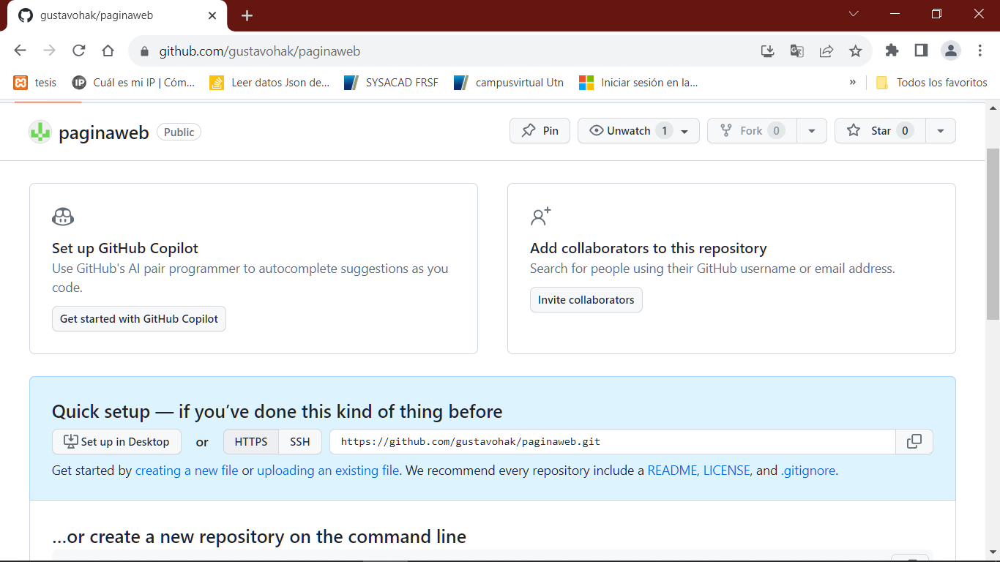 gustavohak/paginaweb
github.com/gustavohak/paginaweb
tesis
Cuál es mi IP | Cóm...
Leer datos Json de...
SYSACAD FRSF
campusvirtual Utn
Iniciar sesión en la...
»
Todos los favoritos
paginaweb Public
Pin
Unwatch 1
Fork 0
Star 0
Set up GitHub Copilot
Use GitHub's AI pair programmer to autocomplete suggestions as you
code.
Get started with GitHub Copilot
Add collaborators to this repository
Search for people using their GitHub username or email address.
Invite collaborators
Quick setup — if you’ve done this kind of thing before
Set up in Desktop or HTTPS SSH https://github.com/gustavohak/paginaweb.git
Get started by creating a new file or uploading an existing file. We recommend every repository include a README, LICENSE, and .gitignore.
…or create a new repository on the command line